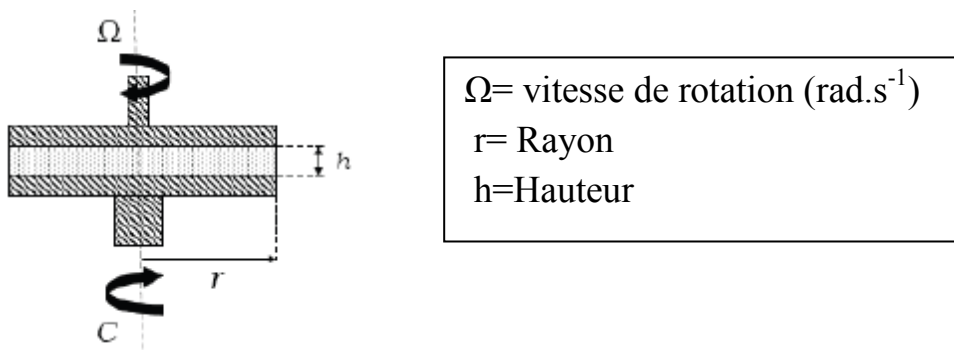 Ω
h
r
C
Ω= vitesse de rotation (rad.s⁻¹)
r= Rayon
h=Hauteur